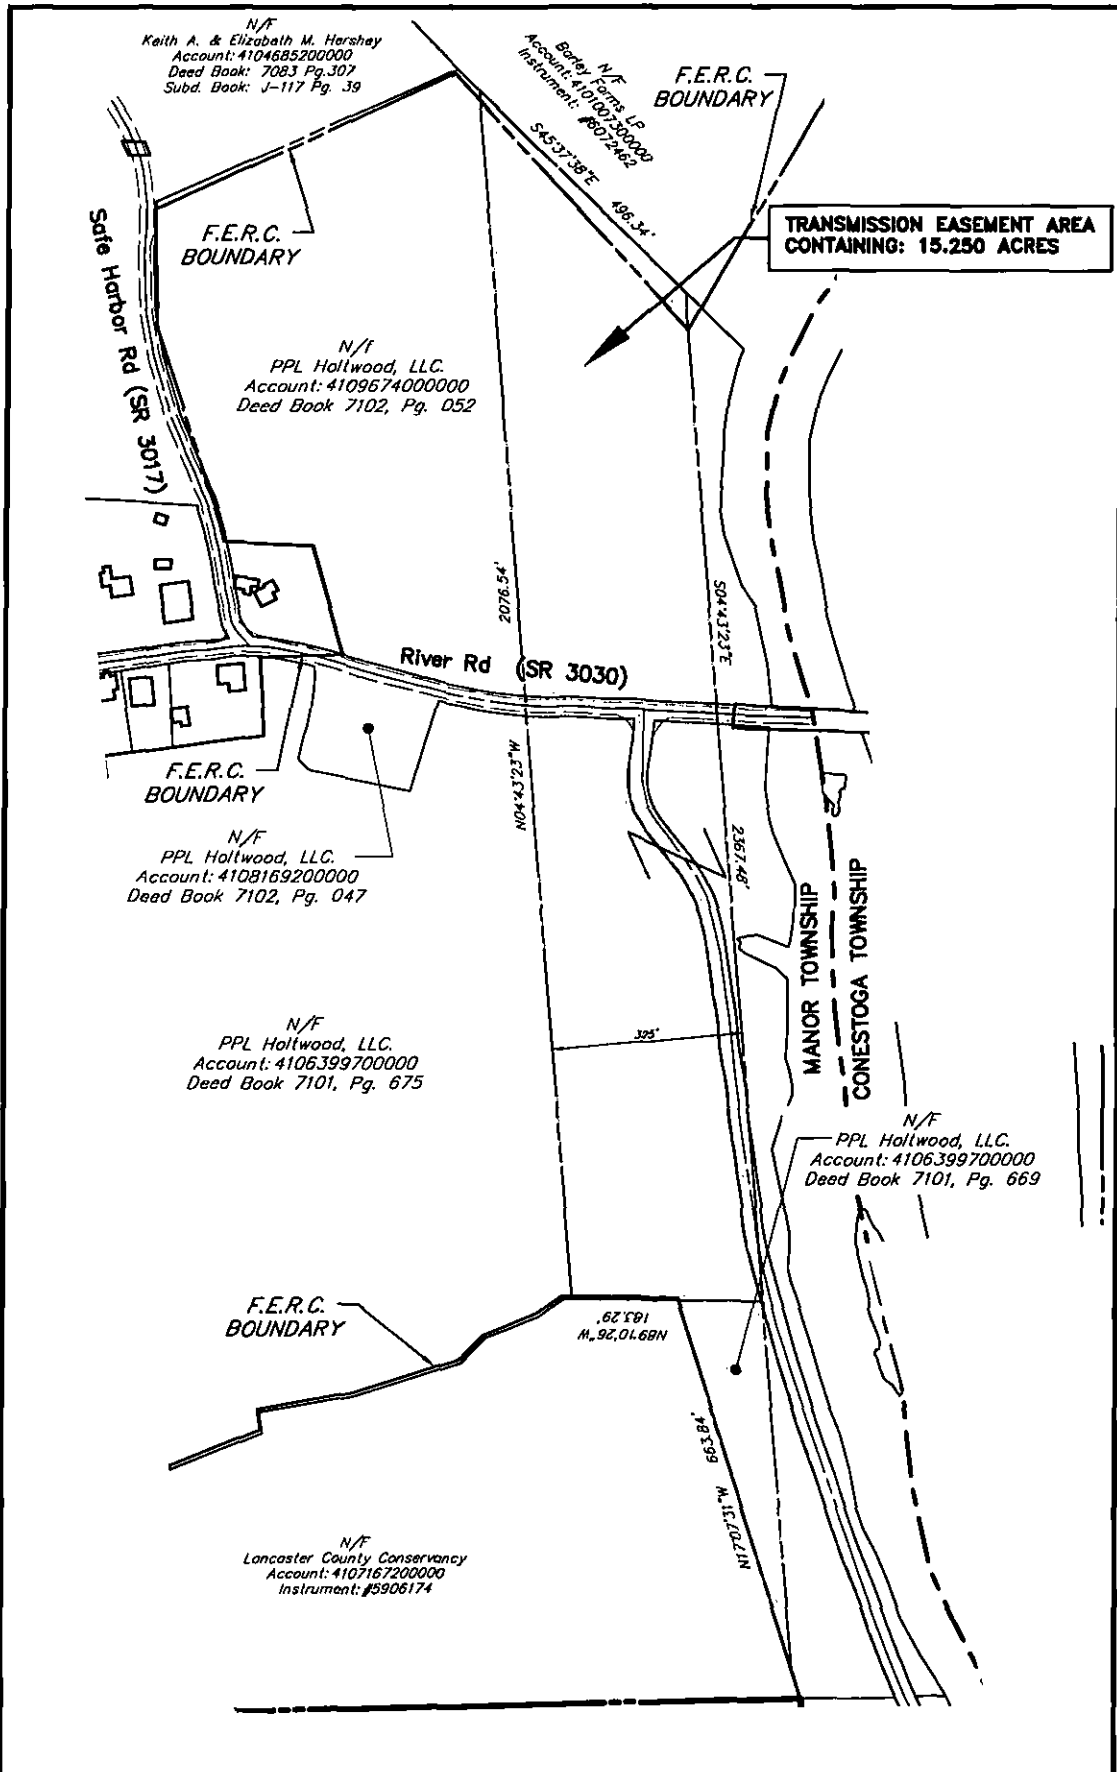 N/F
Keith A. & Elizabeth M. Hershey
Account: 4104685200000
Deed Book: 7083 Pg.307
Subd. Book: J-117 Pg. 39
N/F
Barley Farms LP
Account: 4101007300000
Instrument: #6072462
F.E.R.C.
BOUNDARY
S45°37'38"E
496.34'
TRANSMISSION EASEMENT AREA
CONTAINING: 15.250 ACRES
F.E.R.C.
BOUNDARY
Safe Harbor Rd (SR 3017)
N/F
PPL Holtwood, LLC.
Account: 4109674000000
Deed Book 7102, Pg. 052
2076.54'
S04°43'23"E
River Rd (SR 3030)
N04°43'23"W
F.E.R.C.
BOUNDARY
N/F
PPL Holtwood, LLC.
Account: 4108169200000
Deed Book 7102, Pg. 047
2367.48'
MANOR TOWNSHIP
CONESTOGA TOWNSHIP
N/F
PPL Holtwood, LLC.
Account: 4106399700000
Deed Book 7101, Pg. 675
325'
N/F
PPL Holtwood, LLC.
Account: 4106399700000
Deed Book 7101, Pg. 669
F.E.R.C.
BOUNDARY
N89°10'26"W
183.29'
663.84'
N17°07'31"W
N/F
Lancaster County Conservancy
Account: 4107167200000
Instrument: #5906174